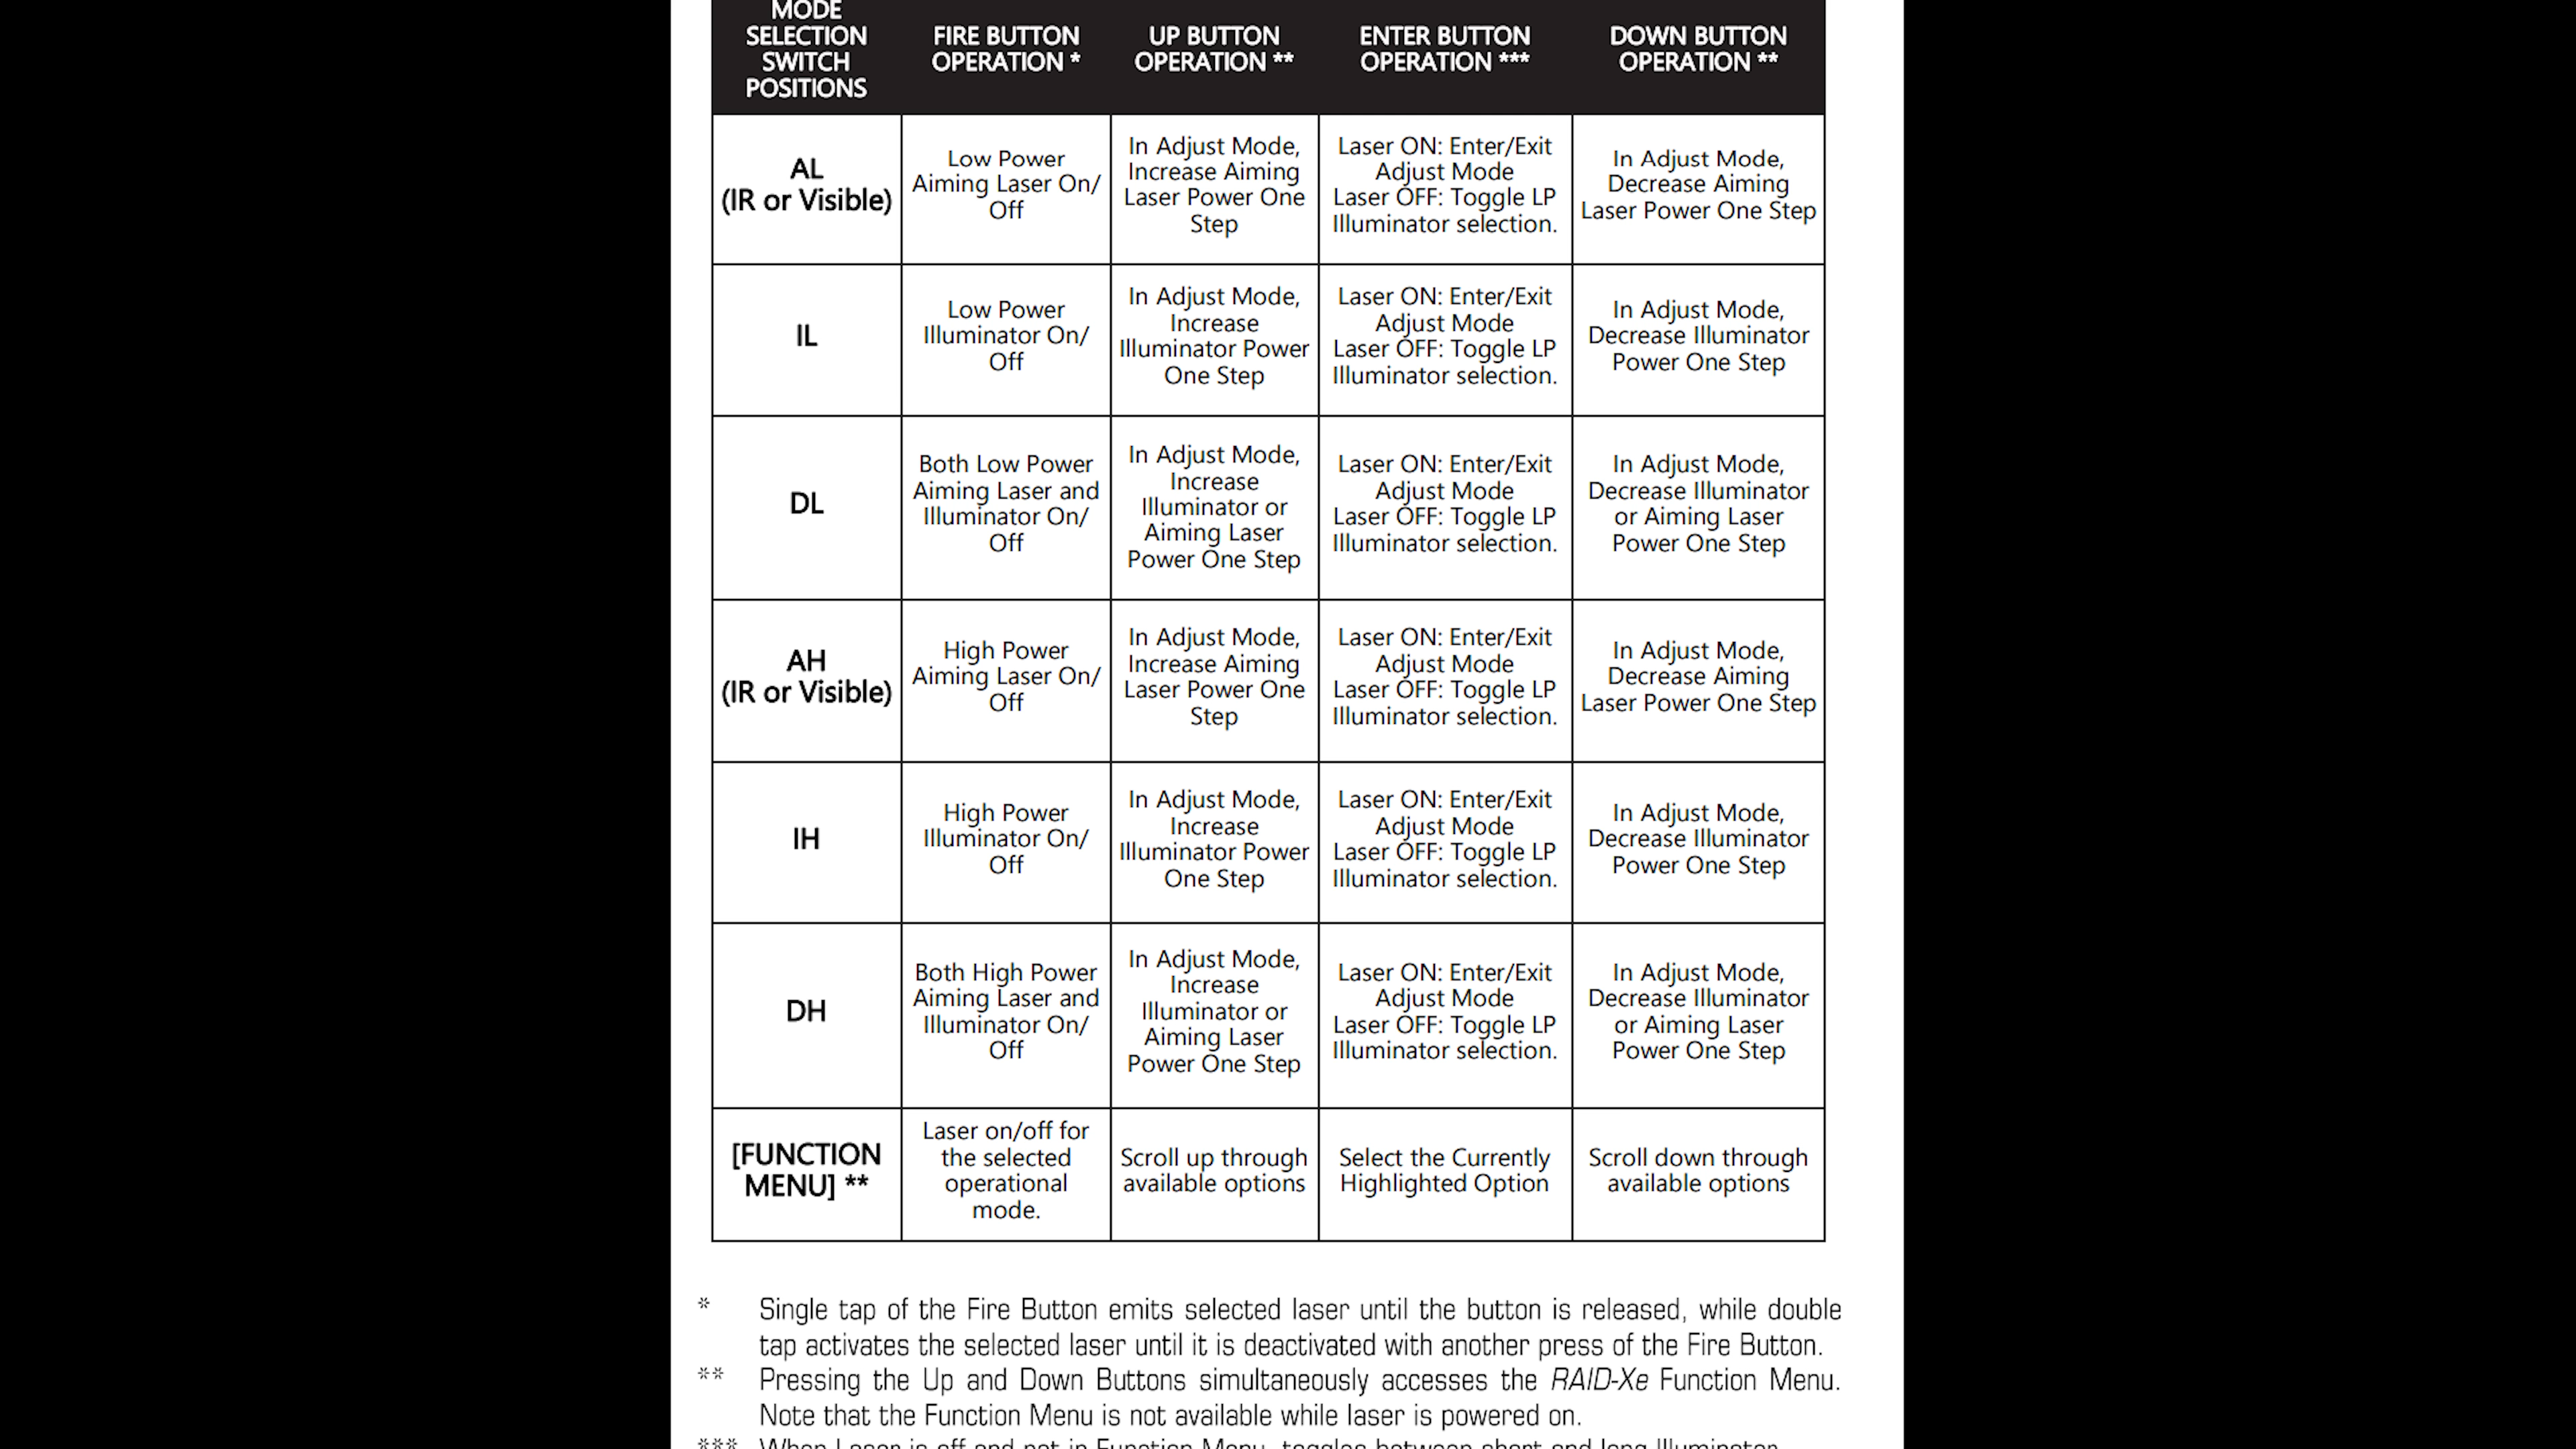 MODE
SELECTION
SWITCH
POSITIONS
FIRE BUTTON
OPERATION *
UP BUTTON
OPERATION **
ENTER BUTTON
OPERATION ***
DOWN BUTTON
OPERATION **
AL
(IR or Visible)
Low Power
Aiming Laser On/
Off
In Adjust Mode,
Increase Aiming
Laser Power One
Step
Laser ON: Enter/Exit
Adjust Mode
Laser OFF: Toggle LP
Illuminator selection.
In Adjust Mode,
Decrease Aiming
Laser Power One Step
IL
Low Power
Illuminator On/
Off
In Adjust Mode,
Increase
Illuminator Power
One Step
Laser ON: Enter/Exit
Adjust Mode
Laser OFF: Toggle LP
Illuminator selection.
In Adjust Mode,
Decrease Illuminator
Power One Step
DL
Both Low Power
Aiming Laser and
Illuminator On/
Off
In Adjust Mode,
Increase
Illuminator or
Aiming Laser
Power One Step
Laser ON: Enter/Exit
Adjust Mode
Laser OFF: Toggle LP
Illuminator selection.
In Adjust Mode,
Decrease Illuminator
or Aiming Laser
Power One Step
AH
(IR or Visible)
High Power
Aiming Laser On/
Off
In Adjust Mode,
Increase Aiming
Laser Power One
Step
Laser ON: Enter/Exit
Adjust Mode
Laser OFF: Toggle LP
Illuminator selection.
In Adjust Mode,
Decrease Aiming
Laser Power One Step
IH
High Power
Illuminator On/
Off
In Adjust Mode,
Increase
Illuminator Power
One Step
Laser ON: Enter/Exit
Adjust Mode
Laser OFF: Toggle LP
Illuminator selection.
In Adjust Mode,
Decrease Illuminator
Power One Step
DH
Both High Power
Aiming Laser and
Illuminator On/
Off
In Adjust Mode,
Increase
Illuminator or
Aiming Laser
Power One Step
Laser ON: Enter/Exit
Adjust Mode
Laser OFF: Toggle LP
Illuminator selection.
In Adjust Mode,
Decrease Illuminator
or Aiming Laser
Power One Step
[FUNCTION
MENU] **
Laser on/off for
the selected
operational
mode.
Scroll up through
available options
Select the Currently
Highlighted Option
Scroll down through
available options
* Single tap of the Fire Button emits selected laser until the button is released, while double
tap activates the selected laser until it is deactivated with another press of the Fire Button.
** Pressing the Up and Down Buttons simultaneously accesses the RAID-Xe Function Menu.
Note that the Function Menu is not available while laser is powered on.
*** When Laser is off and not in Function Menu, toggles between short and long Illuminator